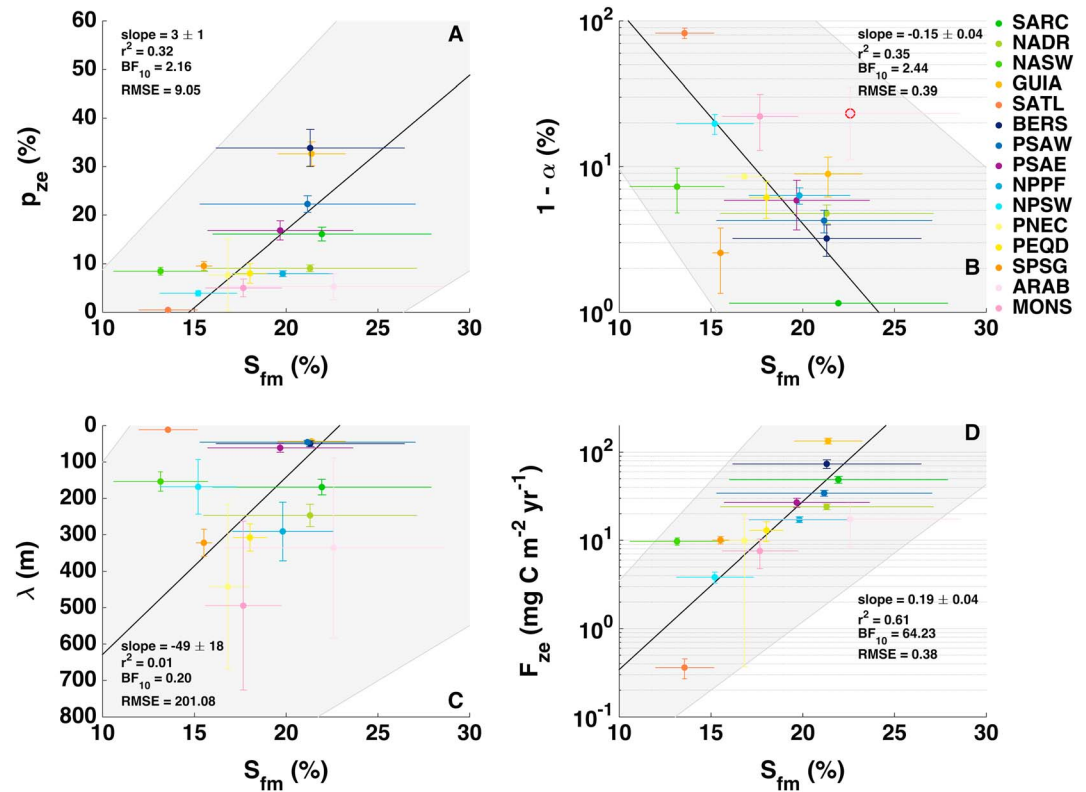 60
50
40
30
20
10
0
p_ze (%)
slope = 3 ± 1
r² = 0.32
BF₁₀ = 2.16
RMSE = 9.05
A
10 15 20 25 30
S_fm (%)
10²
10¹
10⁰
1 - α (%)
slope = -0.15 ± 0.04
r² = 0.35
BF₁₀ = 2.44
RMSE = 0.39
B
10 15 20 25 30
S_fm (%)
SARC
NADR
NASW
GUIA
SATL
BERS
PSAW
PSAE
NPPF
NPSW
PNEC
PEQD
SPSG
ARAB
MONS
0
100
200
300
400
500
600
700
800
λ (m)
slope = -49 ± 18
r² = 0.01
BF₁₀ = 0.20
RMSE = 201.08
C
10 15 20 25 30
S_fm (%)
10²
10¹
10⁰
10⁻¹
F_ze (mg C m⁻² yr⁻¹)
D
slope = 0.19 ± 0.04
r² = 0.61
BF₁₀ = 64.23
RMSE = 0.38
10 15 20 25 30
S_fm (%)